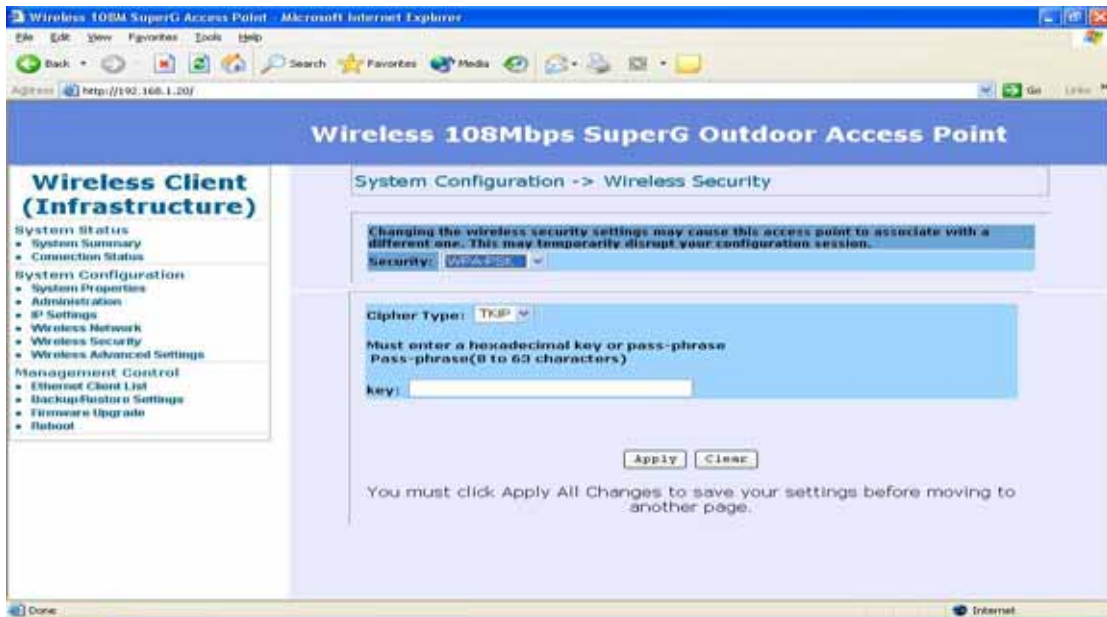 Wireless 108M SuperG Access Point - Microsoft Internet Explorer
File Edit View Favorites Tools Help
Back Search Favorites Media
Address http://192.168.1.20/ Go Links
Wireless 108Mbps SuperG Outdoor Access Point
Wireless Client
(Infrastructure)
System Status
System Summary
Connection Status
System Configuration
System Properties
Administration
IP Settings
Wireless Network
Wireless Security
Wireless Advanced Settings
Management Control
Ethernet Client List
Backup/Restore Settings
Firmware Upgrade
Reboot
System Configuration -> Wireless Security
Changing the wireless security settings may cause this access point to associate with a
different one. This may temporarily disrupt your configuration session.
Security: WPA-PSK
Cipher Type: TKIP
Must enter a hexadecimal key or pass-phrase
Pass-phrase(8 to 63 characters)
key:
Apply Clear
You must click Apply All Changes to save your settings before moving to
another page.
Done Internet